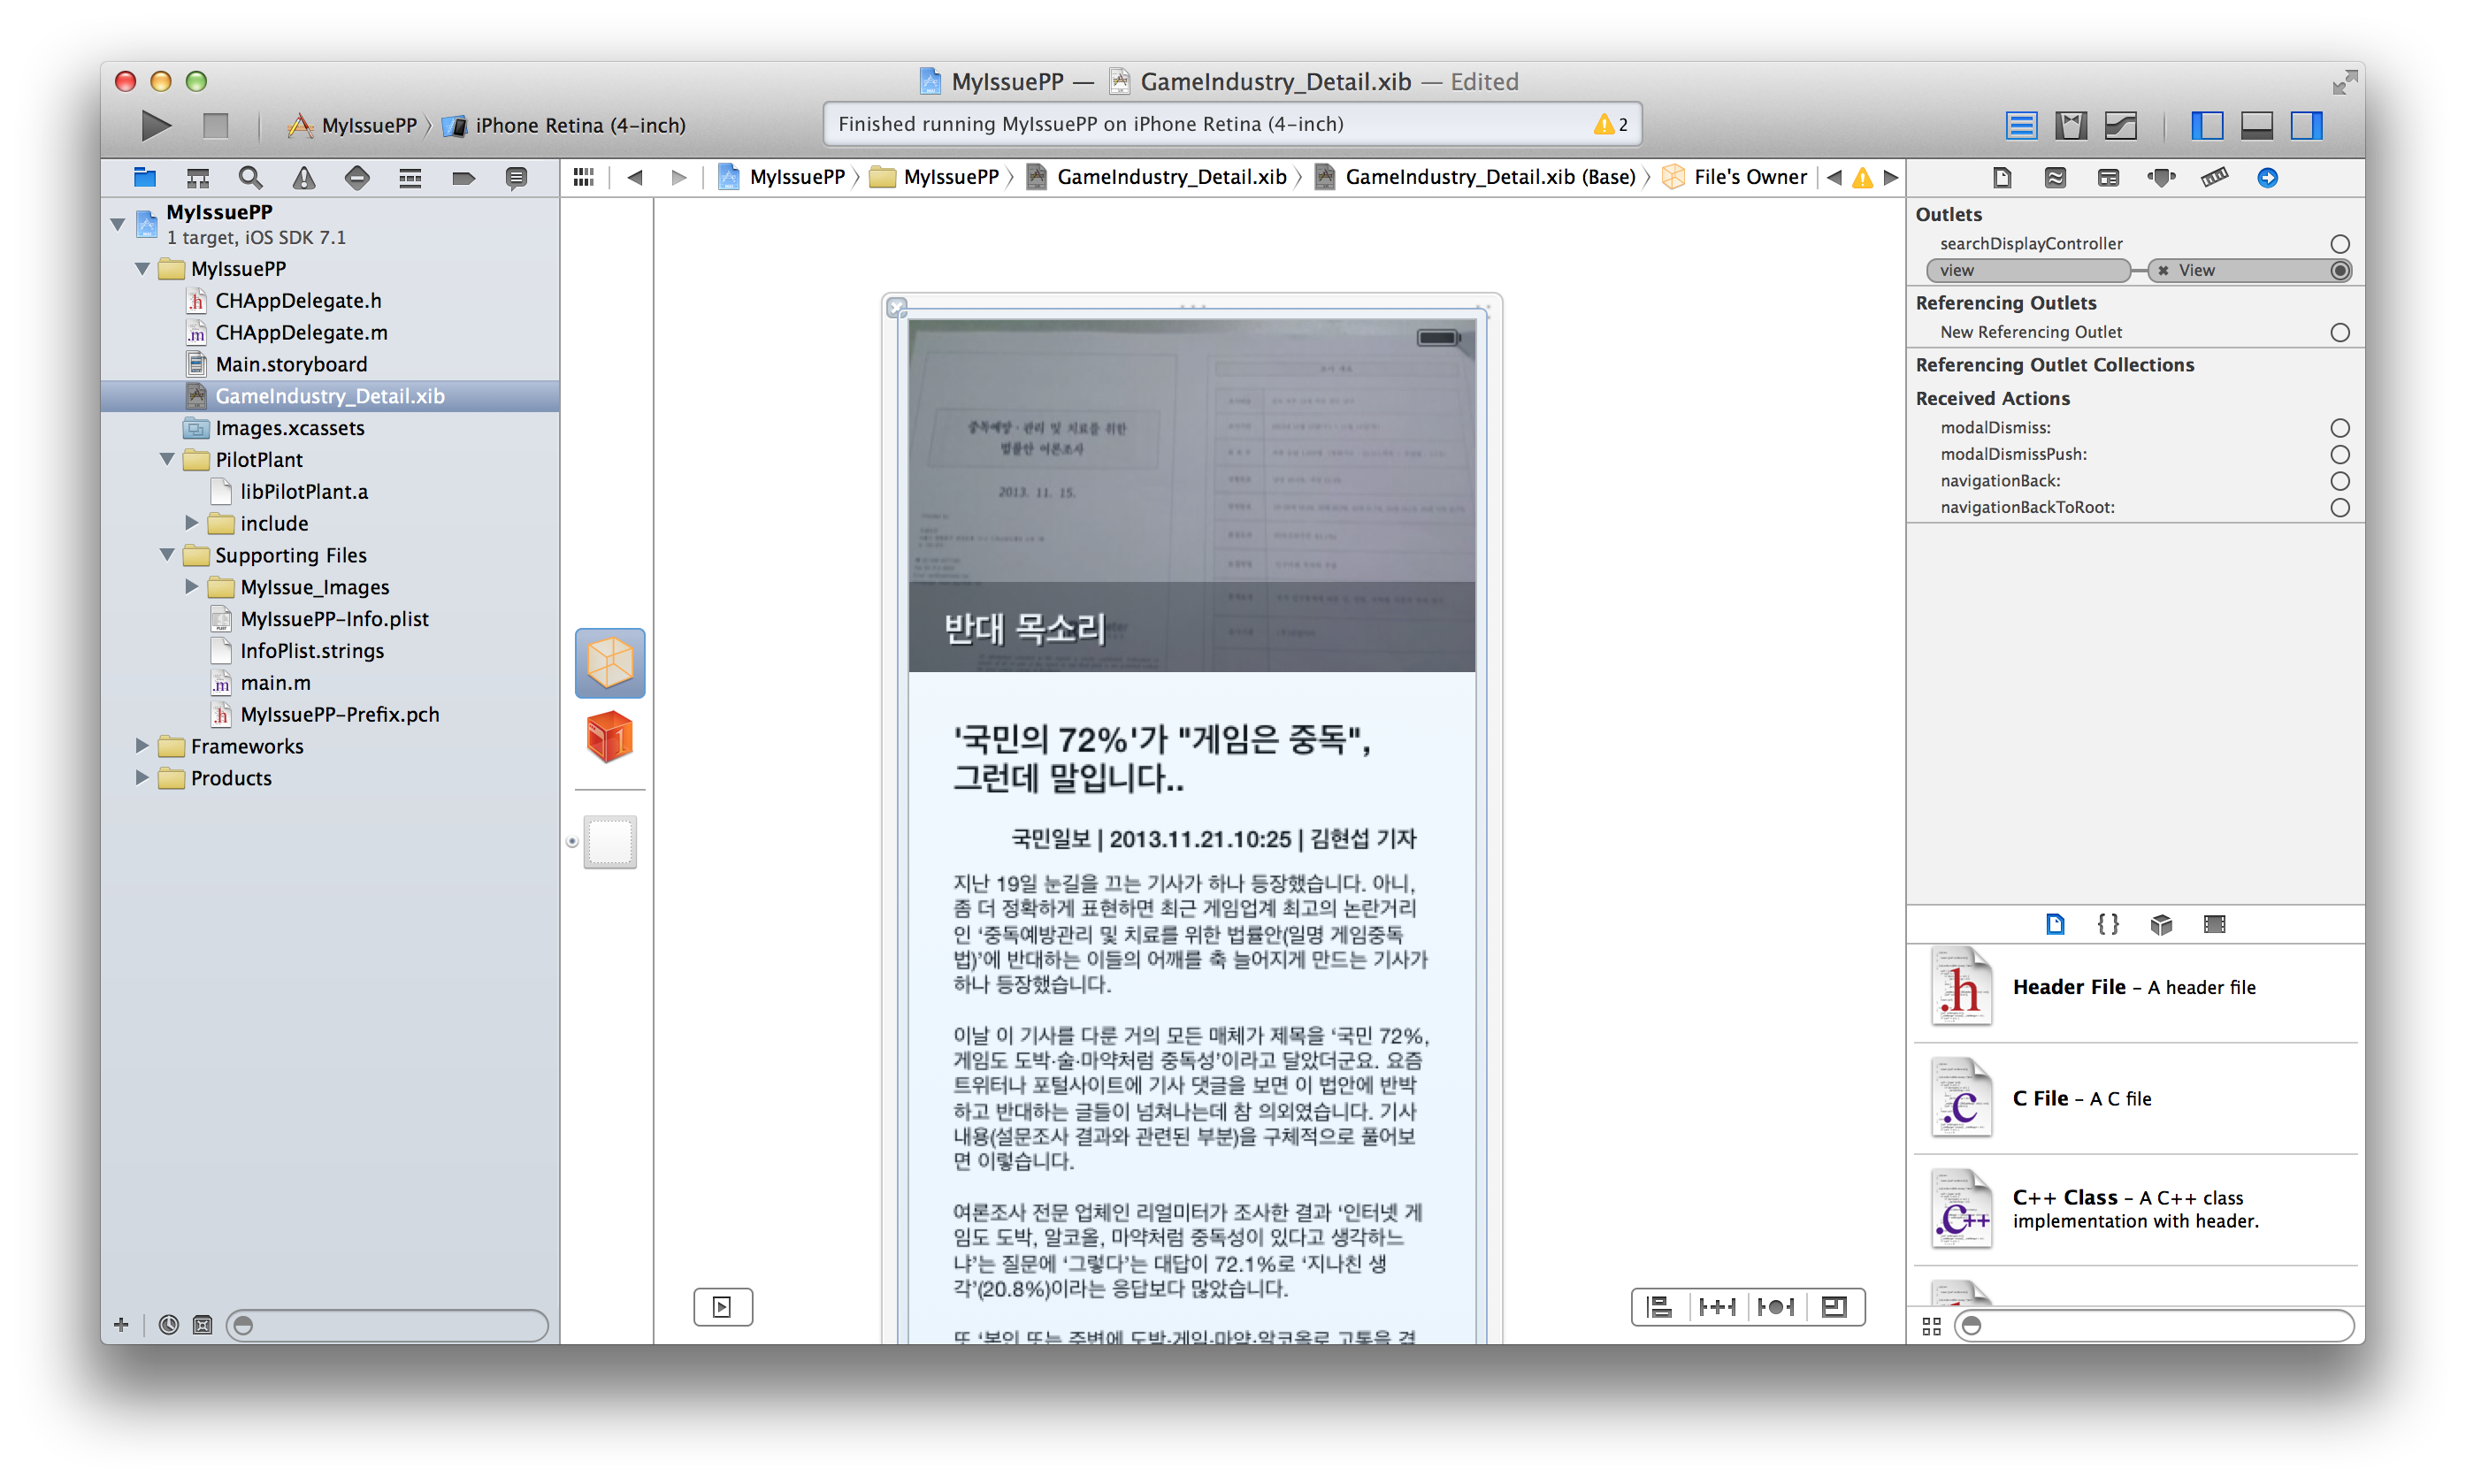 MyIssuePP — GameIndustry_Detail.xib — Edited
MyIssuePP iPhone Retina (4-inch)
Finished running MyIssuePP on iPhone Retina (4-inch)
2
MyIssuePP MyIssuePP GameIndustry_Detail.xib GameIndustry_Detail.xib (Base) File's Owner
MyIssuePP
1 target, iOS SDK 7.1
MyIssuePP
CHAppDelegate.h
CHAppDelegate.m
Main.storyboard
GameIndustry_Detail.xib
Images.xcassets
PilotPlant
libPilotPlant.a
include
Supporting Files
MyIssue_Images
MyIssuePP-Info.plist
InfoPlist.strings
main.m
MyIssuePP-Prefix.pch
Frameworks
Products
중독예방·관리 및 치료를 위한
법률안 여론조사
2013. 11. 15.
반대 목소리
'국민의 72%'가 "게임은 중독",
그런데 말입니다..
국민일보 | 2013.11.21.10:25 | 김현섭 기자
지난 19일 눈길을 끄는 기사가 하나 등장했습니다. 아니,
좀 더 정확하게 표현하면 최근 게임업계 최고의 논란거리
인 ‘중독예방관리 및 치료를 위한 법률안(일명 게임중독
법)’에 반대하는 이들의 어깨를 축 늘어지게 만드는 기사가
하나 등장했습니다.
이날 이 기사를 다룬 거의 모든 매체가 제목을 ‘국민 72%,
게임도 도박·술·마약처럼 중독성’이라고 달았더군요. 요즘
트위터나 포털사이트에 기사 댓글을 보면 이 법안에 반박
하고 반대하는 글들이 넘쳐나는데 참 의외였습니다. 기사
내용(설문조사 결과와 관련된 부분)을 구체적으로 풀어보
면 이렇습니다.
여론조사 전문 업체인 리얼미터가 조사한 결과 ‘인터넷 게
임도 도박, 알코올, 마약처럼 중독성이 있다고 생각하느
냐’는 질문에 ‘그렇다’는 대답이 72.1%로 ‘지나친 생
각’(20.8%)이라는 응답보다 많았습니다.
또 ‘본인 또는 주변에 도박·게임·마약·알코올로 고통을 겪
Outlets
searchDisplayController
view View
Referencing Outlets
New Referencing Outlet
Referencing Outlet Collections
Received Actions
modalDismiss:
modalDismissPush:
navigationBack:
navigationBackToRoot:
.h
Header File – A header file
.c
C File – A C file
.c++
C++ Class – A C++ class
implementation with header.